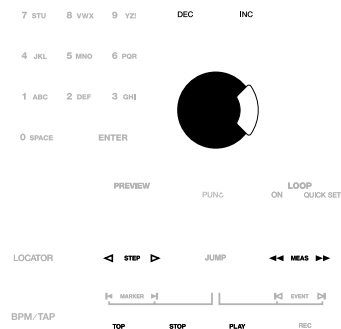 7 STU 8 VWX 9 YZ! DEC INC
4 JKL 5 MNO 6 PQR
1 ABC 2 DEF 3 GHI
0 SPACE ENTER
PREVIEW LOOP
ON QUICK SET
LOCATOR STEP JUMP MEAS
MARKER EVENT
BPM/TAP
TOP STOP PLAY REC